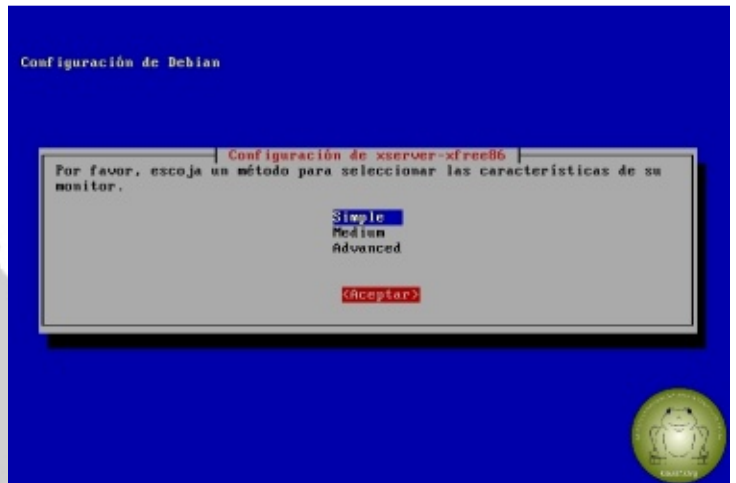 Configuración de Debian
Configuración de xserver-xfree86
Por favor, escoja un método para seleccionar las características de su
monitor.
Simple
Medium
Advanced
<Aceptar>